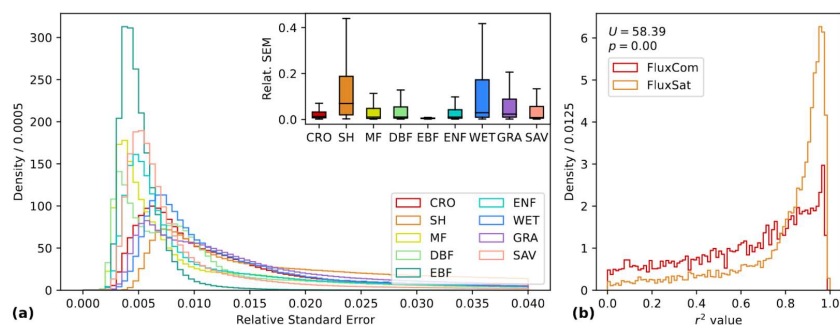 300
250
200
150
100
50
0
Density / 0.0005
0.4
0.2
0.0
Relat. SEM
CRO SH MF DBF EBF ENF WET GRA SAV
CRO
SH
MF
DBF
EBF
ENF
WET
GRA
SAV
(a)
0.000 0.005 0.010 0.015 0.020 0.025 0.030 0.035 0.040
Relative Standard Error
6
5
4
3
2
1
0
Density / 0.0125
U = 58.39
p = 0.00
FluxCom
FluxSat
(b)
0.0 0.2 0.4 0.6 0.8 1.0
r² value